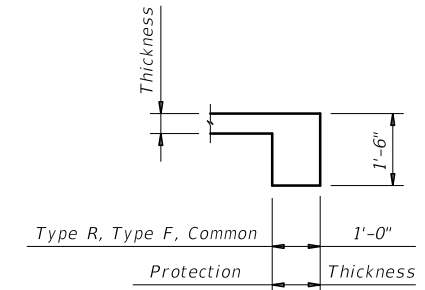 Thickness
1'-6"
Type R, Type F, Common 1'-0"
Protection Thickness